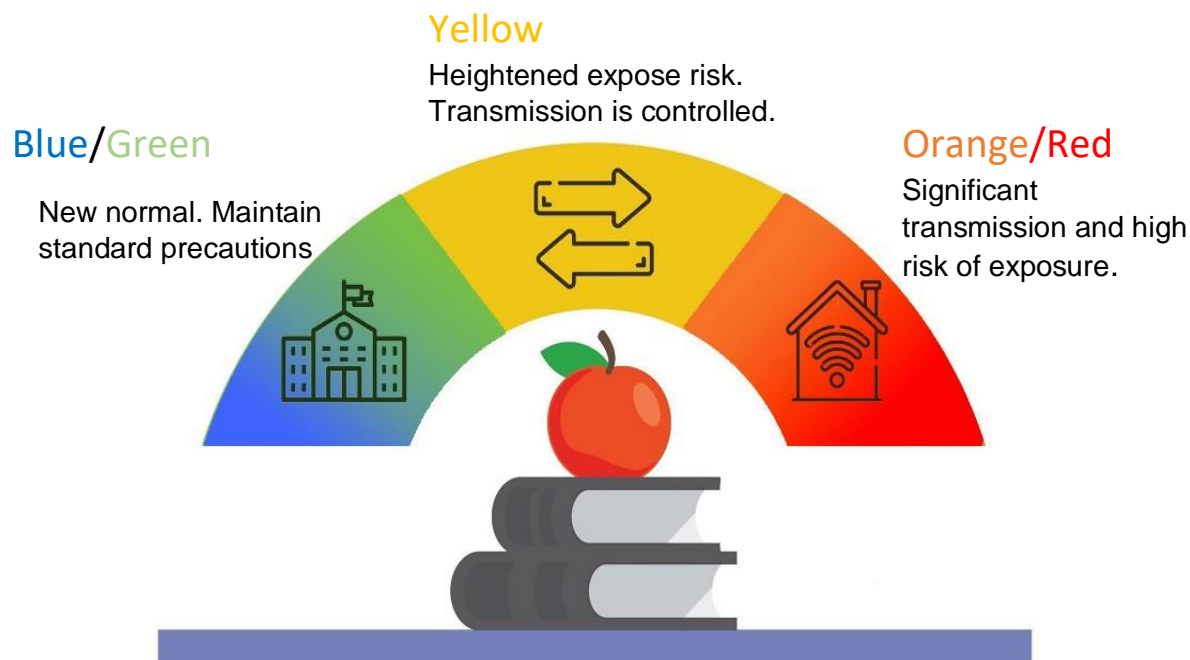 Yellow
Heightened expose risk.
Transmission is controlled.
Blue/Green
New normal. Maintain
standard precautions
Orange/Red
Significant
transmission and high
risk of exposure.